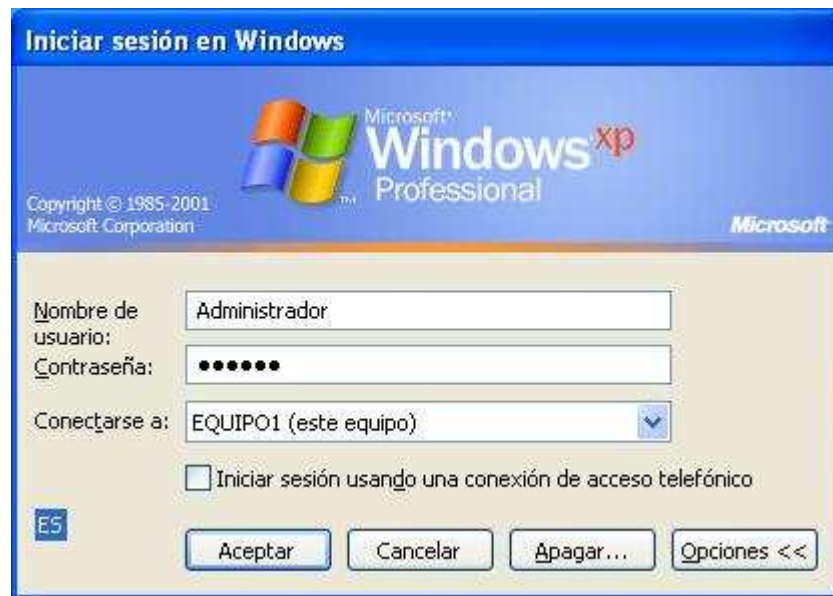 Iniciar sesión en Windows
Microsoft®
Windows xp
Professional
TM
Copyright © 1985-2001
Microsoft Corporation
Microsoft
Nombre de
usuario:
Administrador
Contraseña:
••••••
Conectarse a:
EQUIPO1 (este equipo)
Iniciar sesión usando una conexión de acceso telefónico
ES
Aceptar
Cancelar
Apagar...
Opciones <<